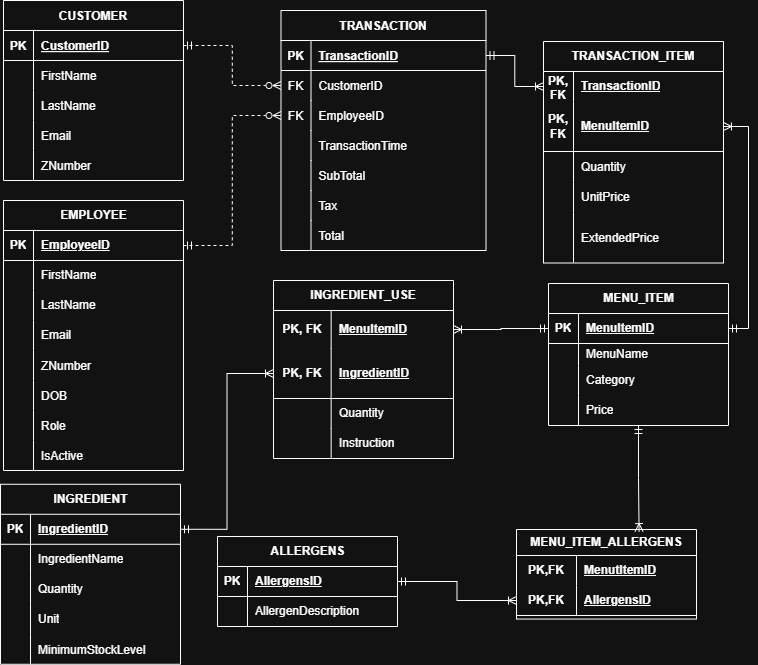 CUSTOMER
PK CustomerID
FirstName
LastName
Email
ZNumber
TRANSACTION
PK TransactionID
FK CustomerID
FK EmployeeID
TransactionTime
SubTotal
Tax
Total
TRANSACTION_ITEM
PK, FK TransactionID
PK, FK MenuItemID
Quantity
UnitPrice
ExtendedPrice
EMPLOYEE
PK EmployeeID
FirstName
LastName
Email
ZNumber
DOB
Role
IsActive
INGREDIENT_USE
PK, FK MenuItemID
PK, FK IngredientID
Quantity
Instruction
MENU_ITEM
PK MenuItemID
MenuName
Category
Price
INGREDIENT
PK IngredientID
IngredientName
Quantity
Unit
MinimumStockLevel
ALLERGENS
PK AllergensID
AllergenDescription
MENU_ITEM_ALLERGENS
PK,FK MenutItemID
PK,FK AllergensID